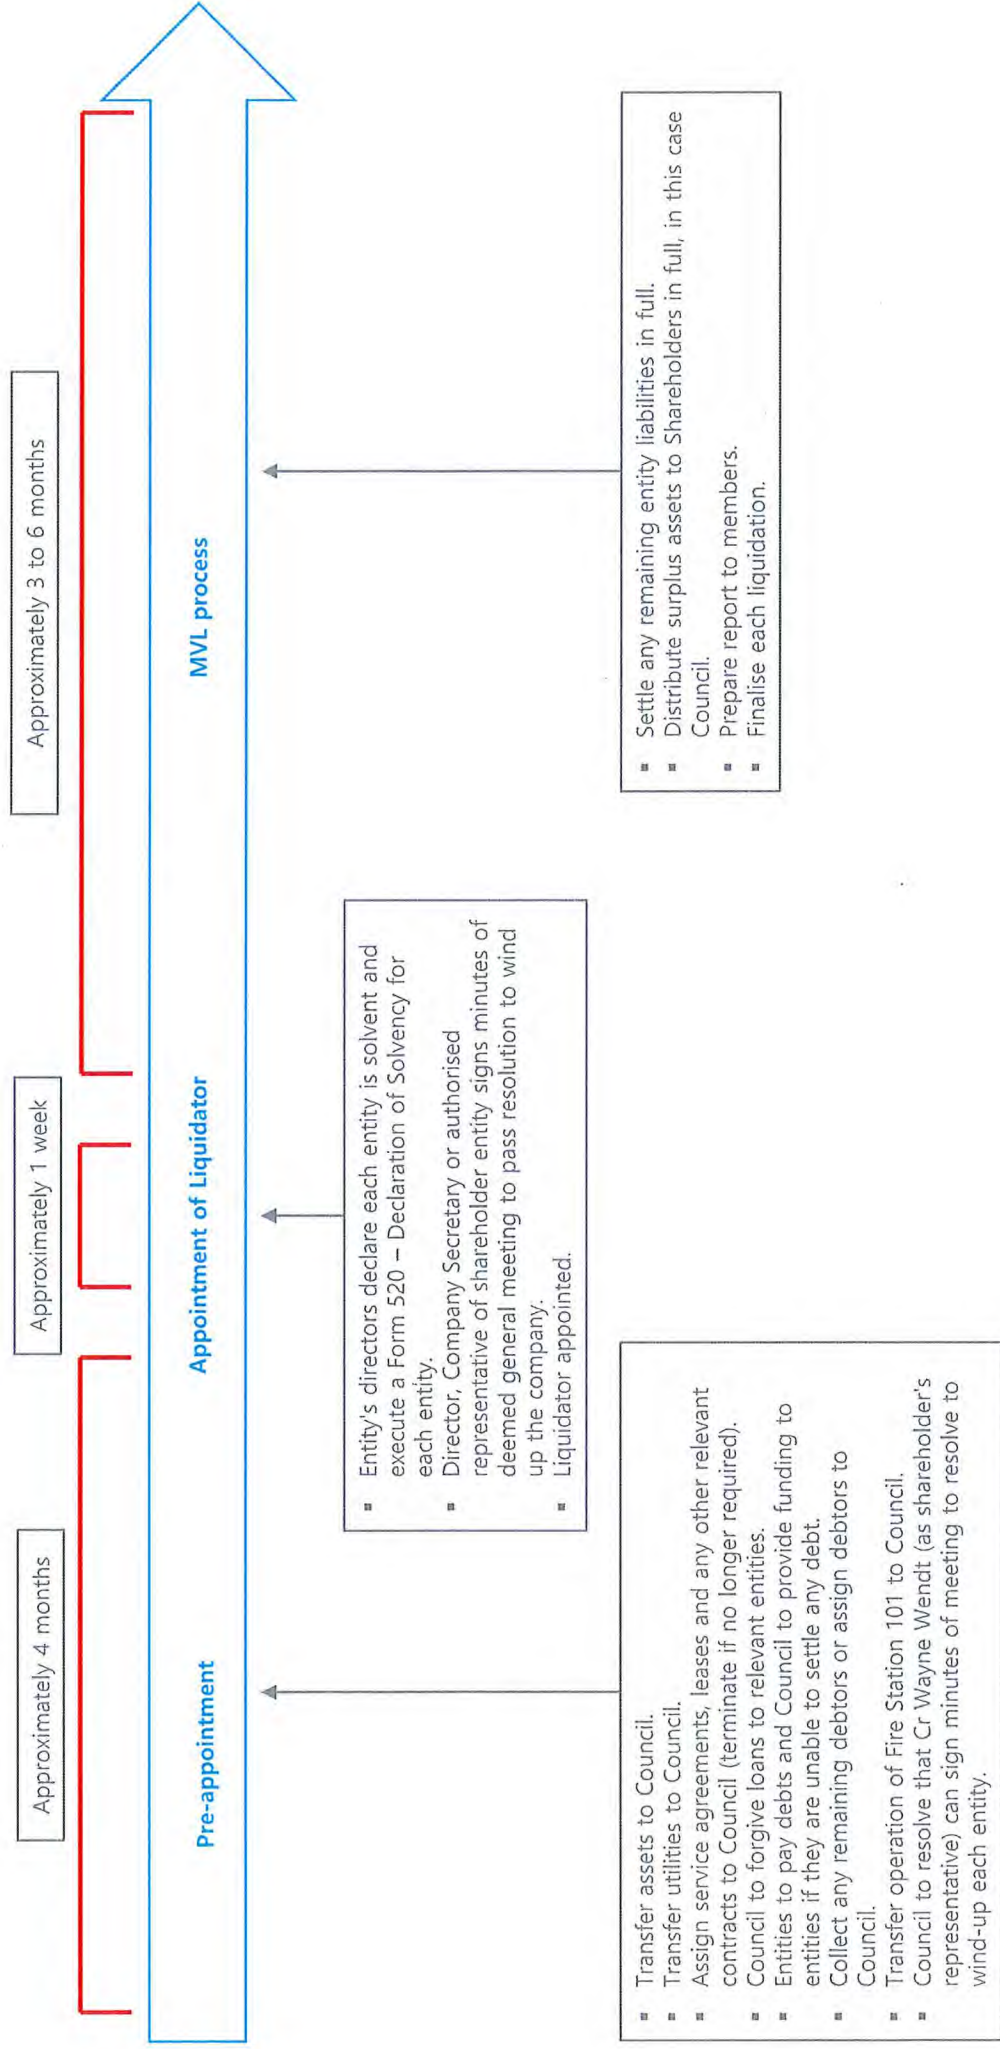 Approximately 4 months
Approximately 1 week
Approximately 3 to 6 months
Pre-appointment
Appointment of Liquidator
MVL process
▪ Entity's directors declare each entity is solvent and
execute a Form 520 – Declaration of Solvency for
each entity.
▪ Director, Company Secretary or authorised
representative of shareholder entity signs minutes of
deemed general meeting to pass resolution to wind
up the company.
▪ Liquidator appointed.
▪ Transfer assets to Council.
▪ Transfer utilities to Council.
▪ Assign service agreements, leases and any other relevant
contracts to Council (terminate if no longer required).
▪ Council to forgive loans to relevant entities.
▪ Entities to pay debts and Council to provide funding to
entities if they are unable to settle any debt.
▪ Collect any remaining debtors or assign debtors to
Council.
▪ Transfer operation of Fire Station 101 to Council.
▪ Council to resolve that Cr Wayne Wendt (as shareholder's
representative) can sign minutes of meeting to resolve to
wind-up each entity.
▪ Settle any remaining entity liabilities in full.
▪ Distribute surplus assets to Shareholders in full, in this case
Council.
▪ Prepare report to members.
▪ Finalise each liquidation.